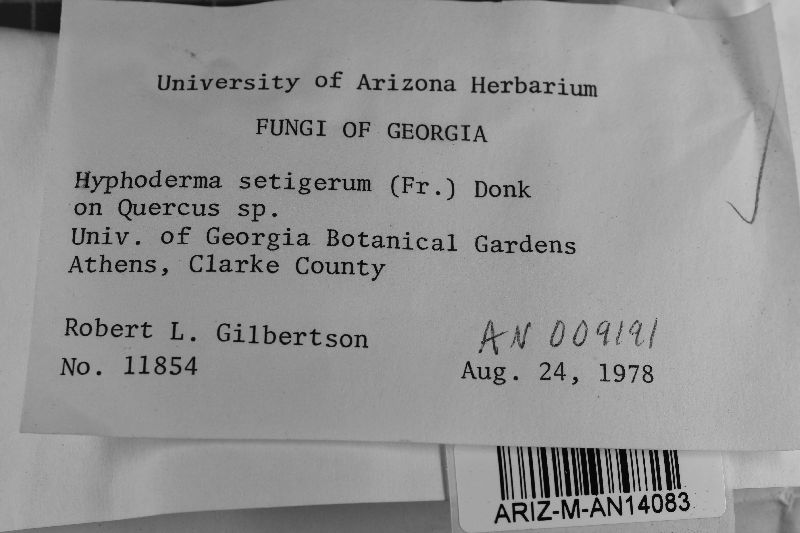 University of Arizona Herbarium
FUNGI OF GEORGIA
Hyphoderma setigerum (Fr.) Donk
on Quercus sp.
Univ. of Georgia Botanical Gardens
Athens, Clarke County
Robert L. Gilbertson
AN 009191
No. 11854
Aug. 24, 1978
ARIZ-M-AN14083